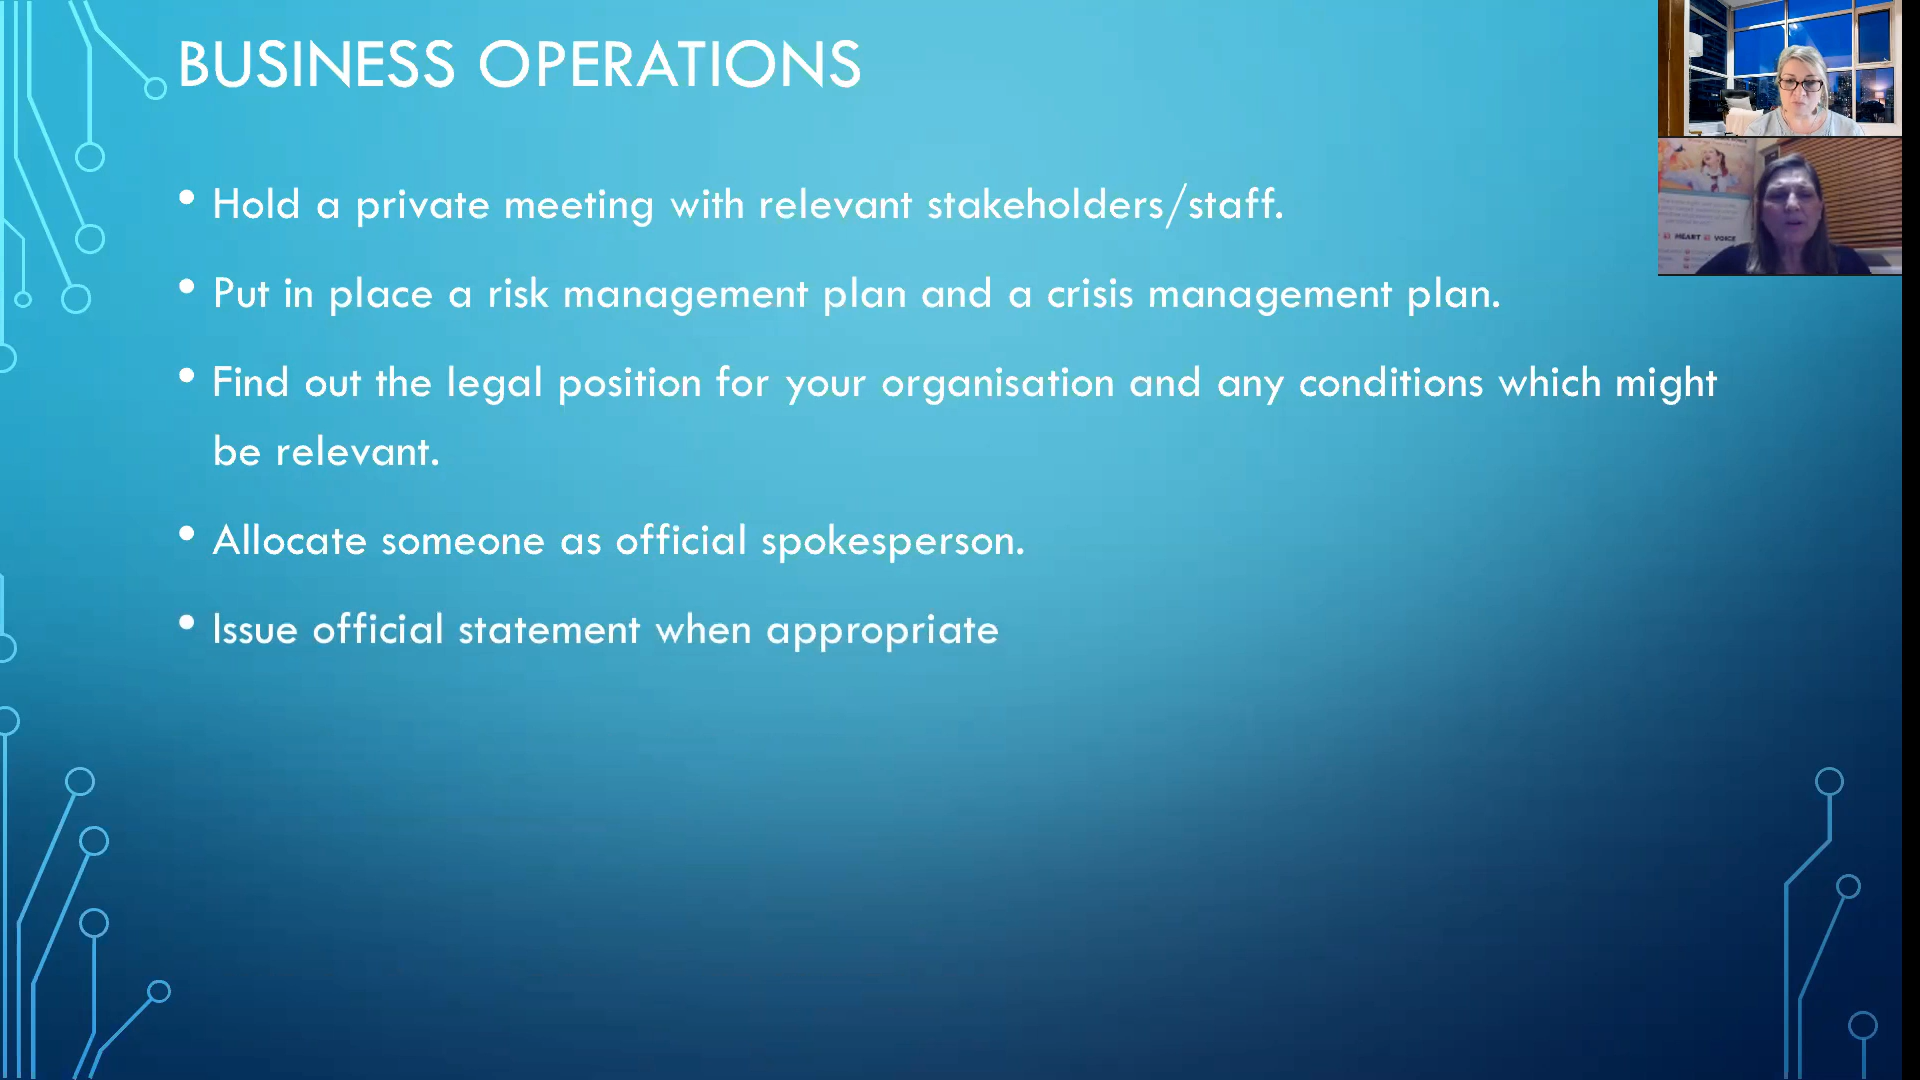 BUSINESS OPERATIONS
• Hold a private meeting with relevant stakeholders/staff.
• Put in place a risk management plan and a crisis management plan.
• Find out the legal position for your organisation and any conditions which might
be relevant.
• Allocate someone as official spokesperson.
• Issue official statement when appropriate
HEART
VOICE